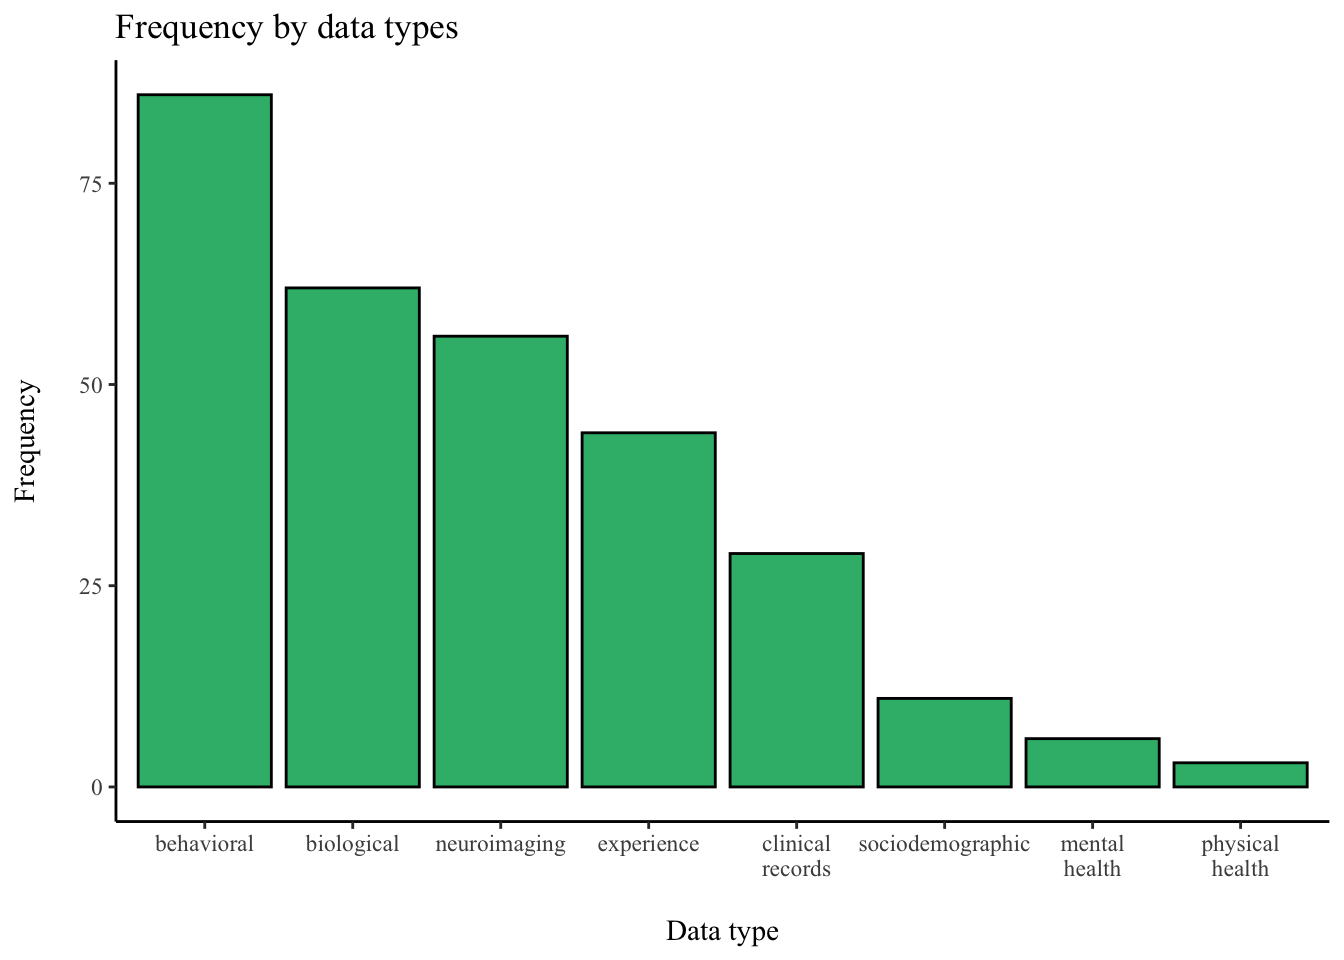 Frequency by data types
Frequency
75
50
25
0
behavioral
biological
neuroimaging
experience
clinical
records
sociodemographic
mental
health
physical
health
Data type